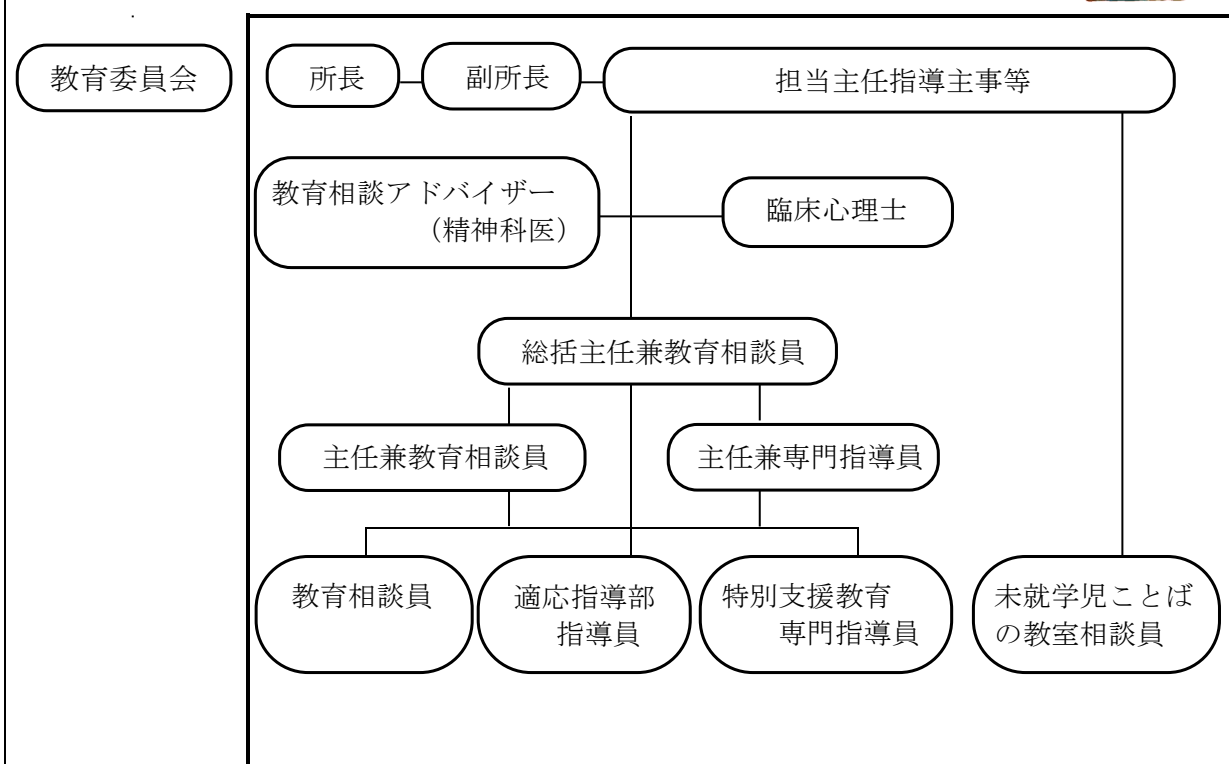 教育委員会
所長
副所長
担当主任指導主事等
教育相談アドバイザー
（精神科医）
臨床心理士
総括主任兼教育相談員
主任兼教育相談員
主任兼専門指導員
教育相談員
適応指導部
指導員
特別支援教育
専門指導員
未就学児ことば
の教室相談員